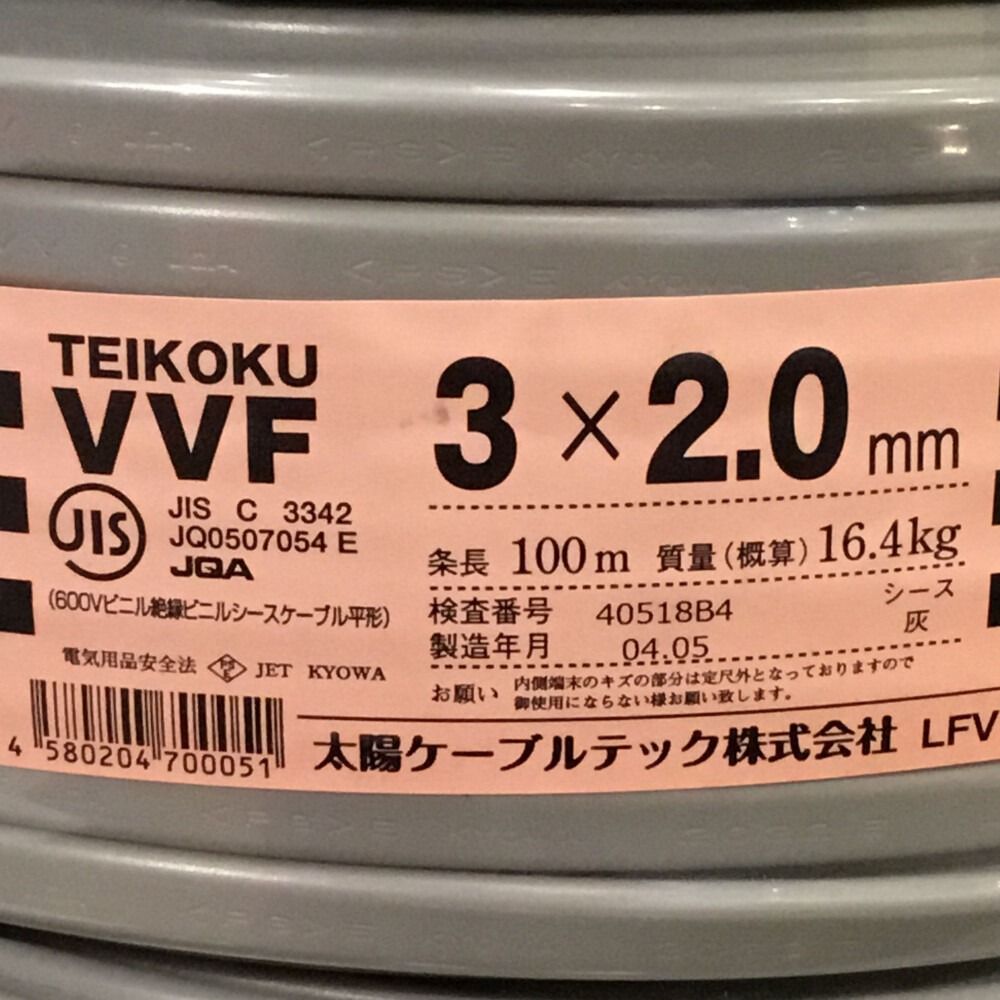 TEIKOKU
VVF
3×2.0 mm
JIS
JIS C 3342
JQ0507054 E
JQA
(600Vビニル絶縁ビニルシースケーブル平形)
条長 100m 質量(概算)16.4kg
検査番号 40518B4
シース
灰
製造年月 04.05
電気用品安全法 JET KYOWA
お願い 内側端末のキズの部分は定尺外となっておりますので
御使用にならない様お願い致します。
4 580204 700051
太陽ケーブルテック株式会社 LFV